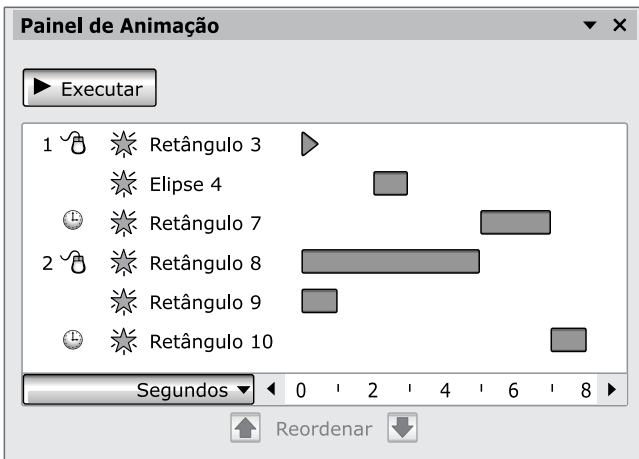 Painel de Animação
Executar
1 Retângulo 3
Elipse 4
Retângulo 7
2 Retângulo 8
Retângulo 9
Retângulo 10
Segundos 0 2 4 6 8
Reordenar